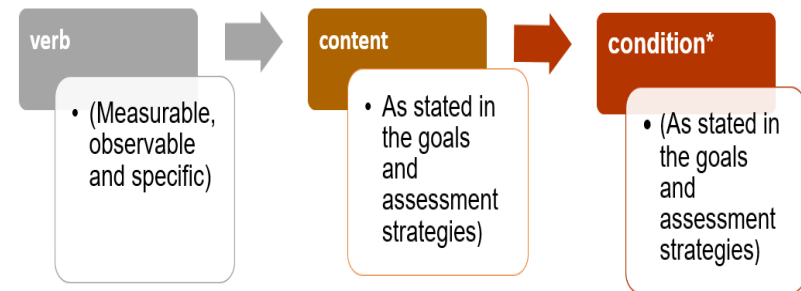 verb
• (Measurable,
observable
and specific)
content
• As stated in
the goals
and
assessment
strategies)
condition*
• (As stated in
the goals
and
assessment
strategies)